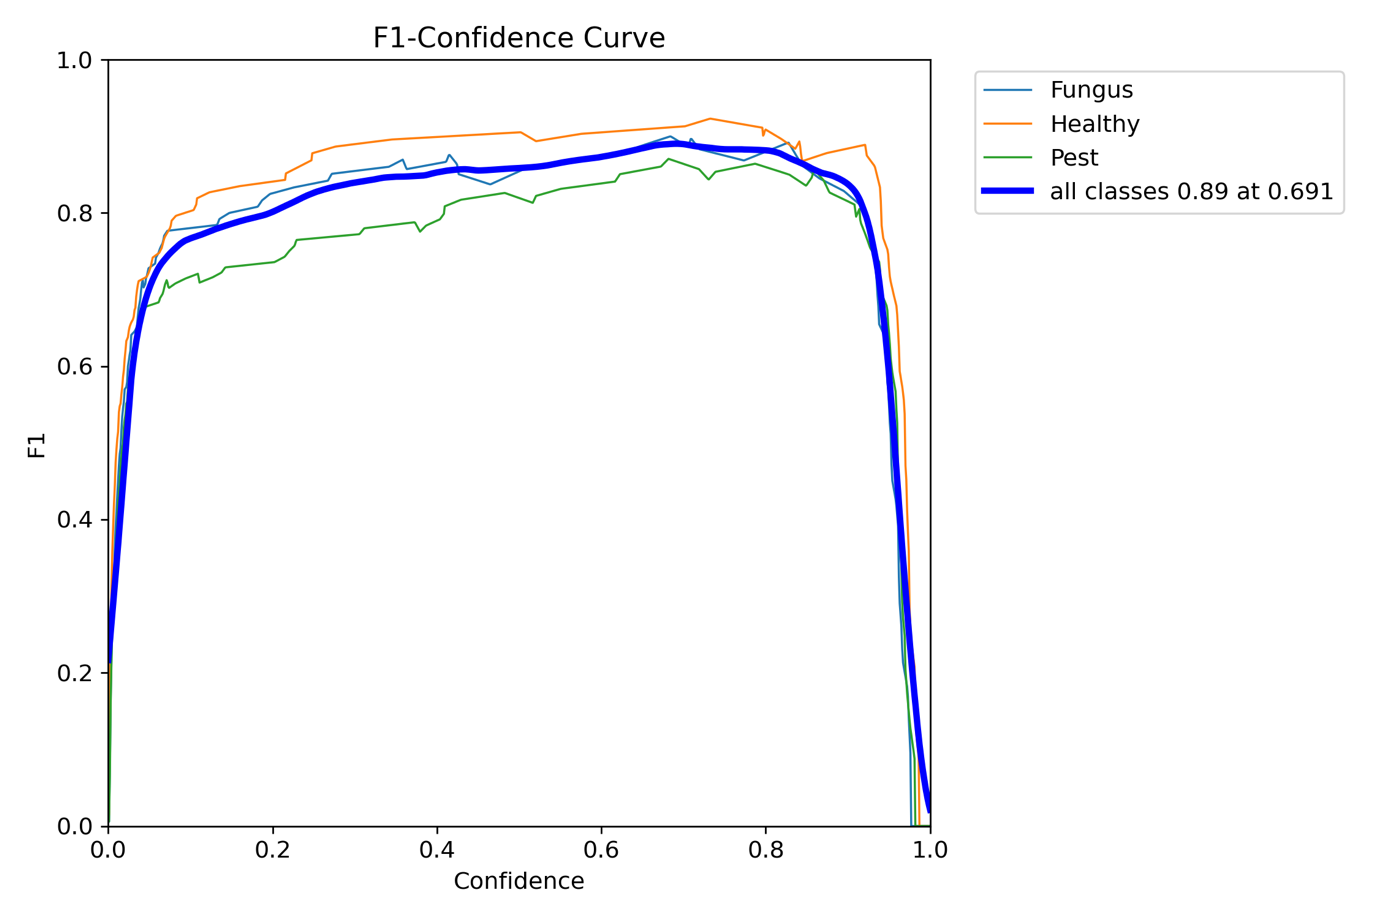 F1-Confidence Curve
1.0
0.8
0.6
0.4
0.2
0.0
F1
0.0 0.2 0.4 0.6 0.8 1.0
Confidence
Fungus
Healthy
Pest
all classes 0.89 at 0.691